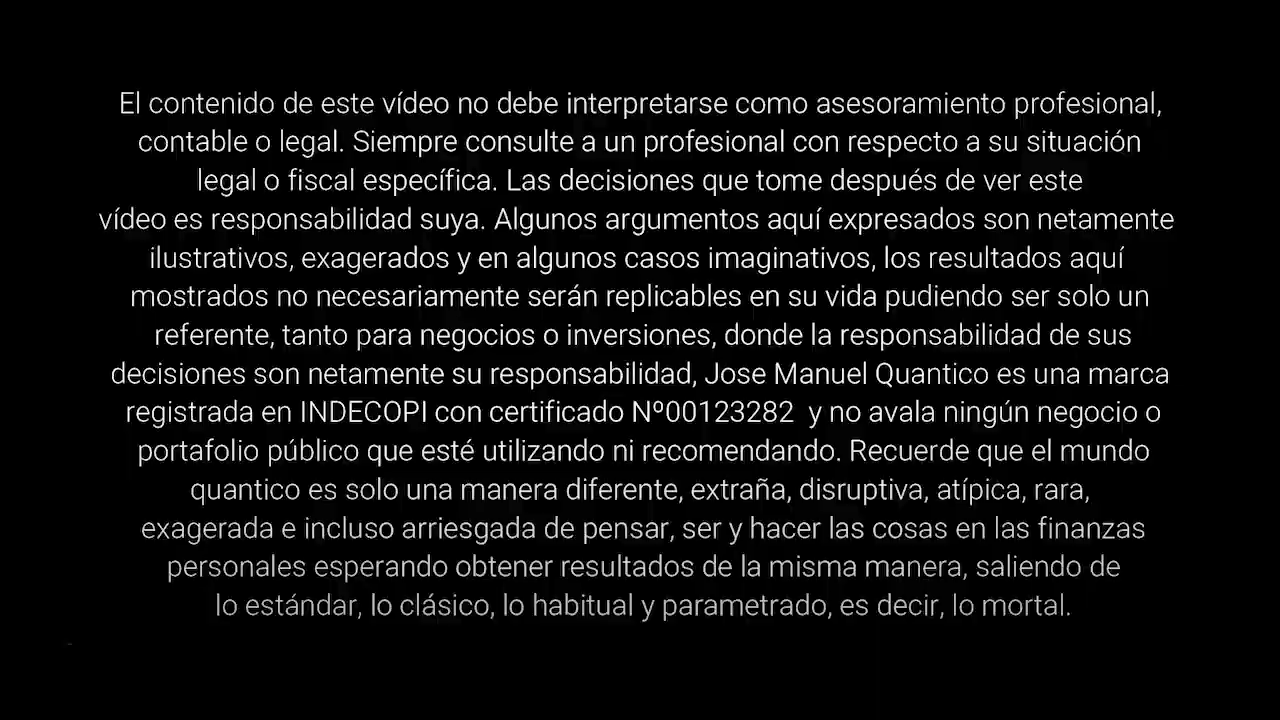 El contenido de este vídeo no debe interpretarse como asesoramiento profesional,
contable o legal. Siempre consulte a un profesional con respecto a su situación
legal o fiscal específica. Las decisiones que tome después de ver este
vídeo es responsabilidad suya. Algunos argumentos aquí expresados son netamente
ilustrativos, exagerados y en algunos casos imaginativos, los resultados aquí
mostrados no necesariamente serán replicables en su vida pudiendo ser solo un
referente, tanto para negocios o inversiones, donde la responsabilidad de sus
decisiones son netamente su responsabilidad, Jose Manuel Quantico es una marca
registrada en INDECOPI con certificado Nº00123282 y no avala ningún negocio o
portafolio público que esté utilizando ni recomendando. Recuerde que el mundo
quantico es solo una manera diferente, extraña, disruptiva, atípica, rara,
exagerada e incluso arriesgada de pensar, ser y hacer las cosas en las finanzas
personales esperando obtener resultados de la misma manera, saliendo de
lo estándar, lo clásico, lo habitual y parametrado, es decir, lo mortal.